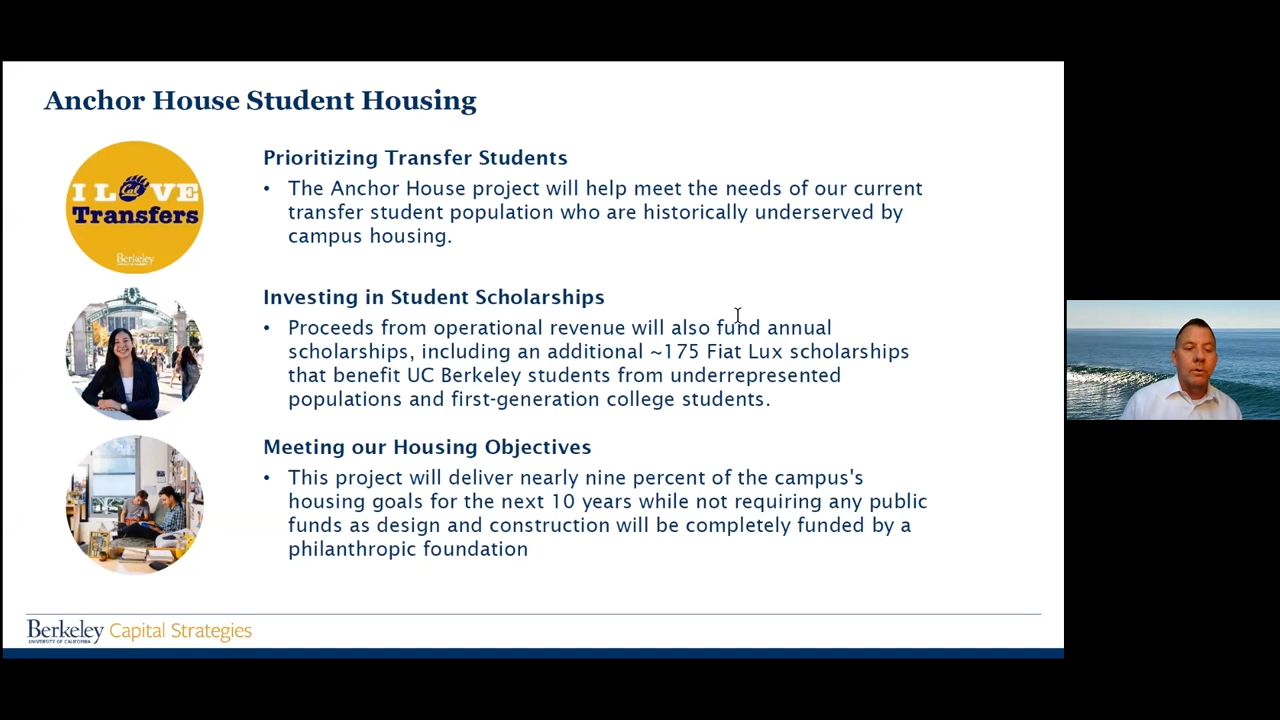 Anchor House Student Housing
I LOVE
Cal
Transfers
Berkeley
Prioritizing Transfer Students
• The Anchor House project will help meet the needs of our current
transfer student population who are historically underserved by
campus housing.
Investing in Student Scholarships
• Proceeds from operational revenue will also fund annual
scholarships, including an additional ~175 Fiat Lux scholarships
that benefit UC Berkeley students from underrepresented
populations and first-generation college students.
Meeting our Housing Objectives
• This project will deliver nearly nine percent of the campus's
housing goals for the next 10 years while not requiring any public
funds as design and construction will be completely funded by a
philanthropic foundation
Berkeley Capital Strategies
UNIVERSITY OF CALIFORNIA